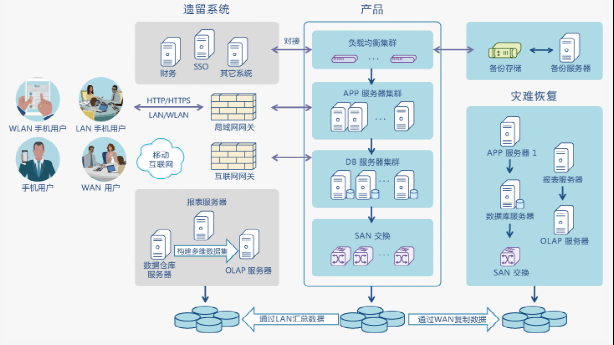 遗留系统
产品
财务
SSO
其它系统
对接
负载均衡集群
备份存储
备份服务器
WLAN 手机用户
LAN 手机用户
HTTP/HTTPS
LAN/WLAN
局域网网关
APP 服务器集群
灾难恢复
手机用户
WAN 用户
移动
互联网
互联网网关
DB 服务器集群
APP 服务器 1
报表服务器
数据库服务器
OLAP 服务器
SAN 交换
报表服务器
数据仓库
服务器
构建多维数据集
OLAP 服务器
SAN 交换
通过LAN汇总数据
通过WAN复制数据